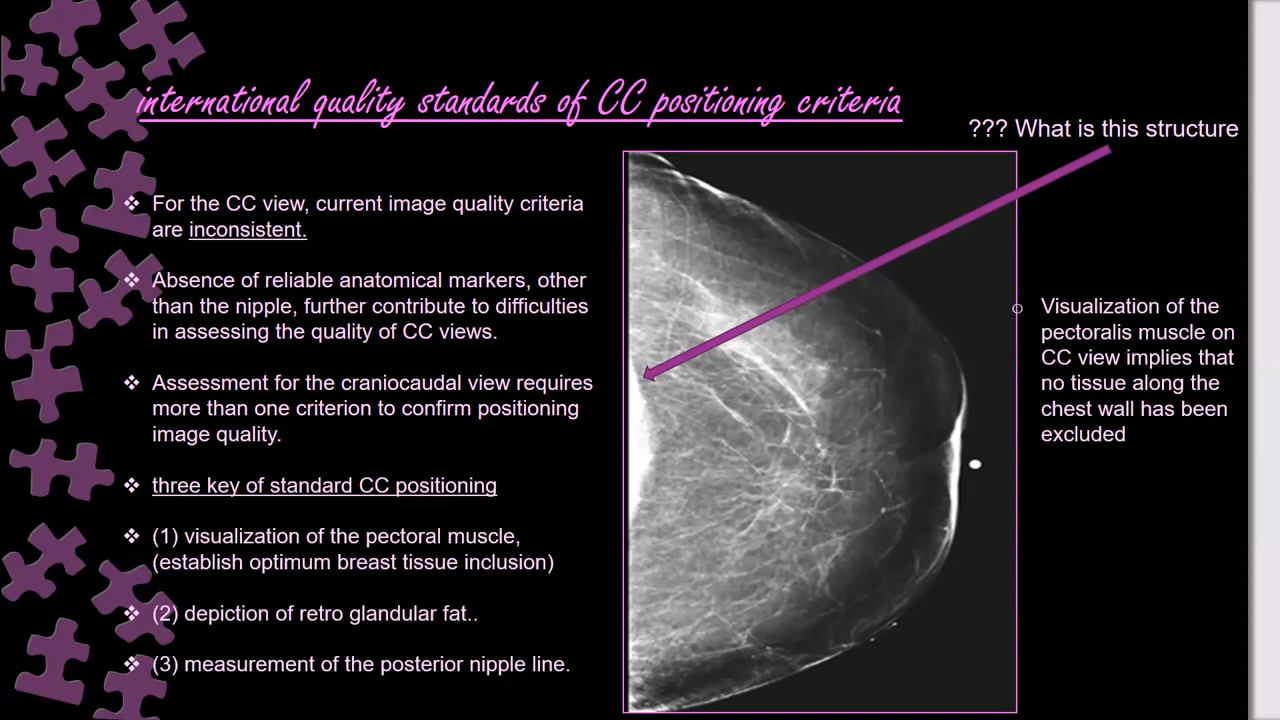 international quality standards of CC positioning criteria
??? What is this structure
❖ For the CC view, current image quality criteria
are inconsistent.
❖ Absence of reliable anatomical markers, other
than the nipple, further contribute to difficulties
in assessing the quality of CC views.
❖ Assessment for the craniocaudal view requires
more than one criterion to confirm positioning
image quality.
❖ three key of standard CC positioning
❖ (1) visualization of the pectoral muscle,
(establish optimum breast tissue inclusion)
❖ (2) depiction of retro glandular fat..
❖ (3) measurement of the posterior nipple line.
○ Visualization of the
pectoralis muscle on
CC view implies that
no tissue along the
chest wall has been
excluded